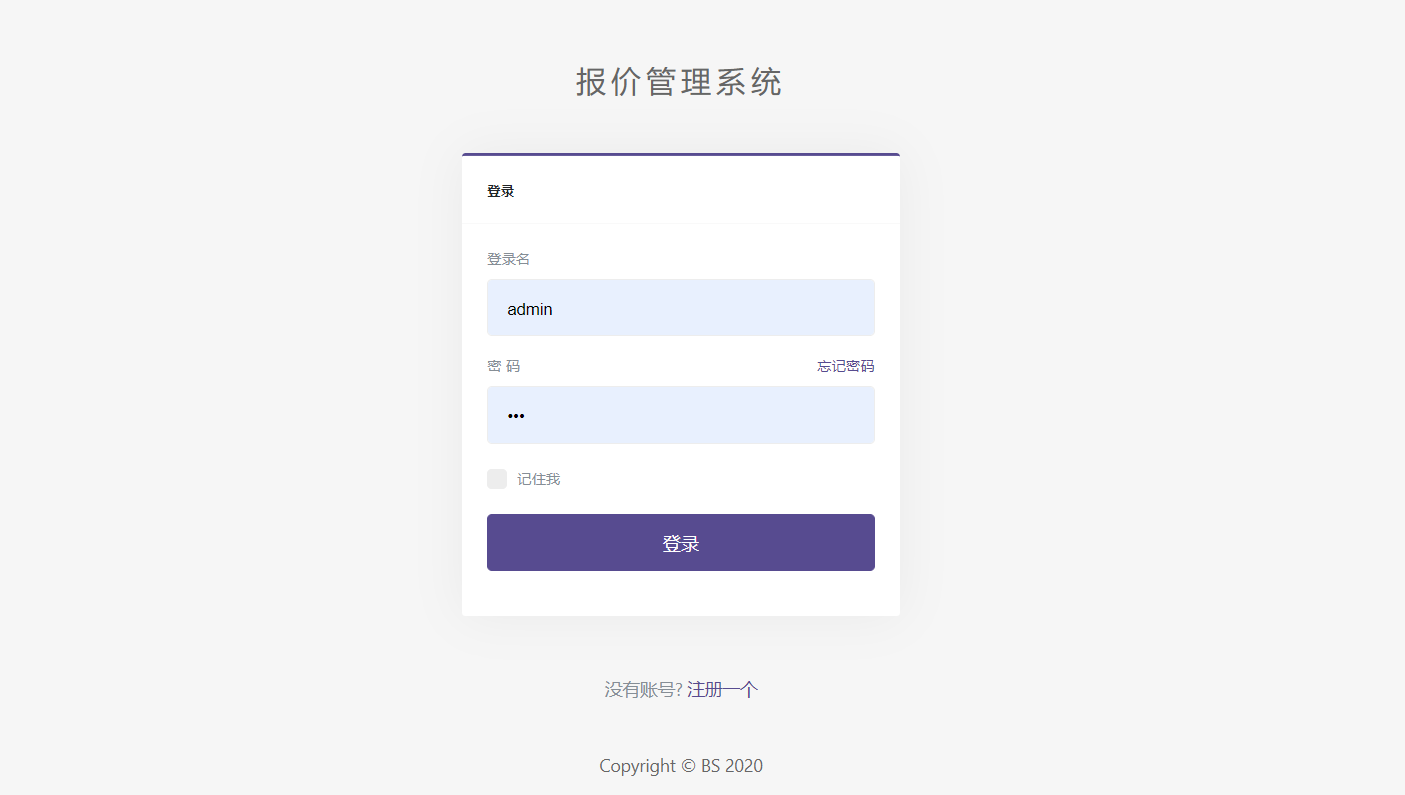 报价管理系统
登录
登录名
admin
密 码 忘记密码
•••
记住我
登录
没有账号? 注册一个
Copyright © BS 2020